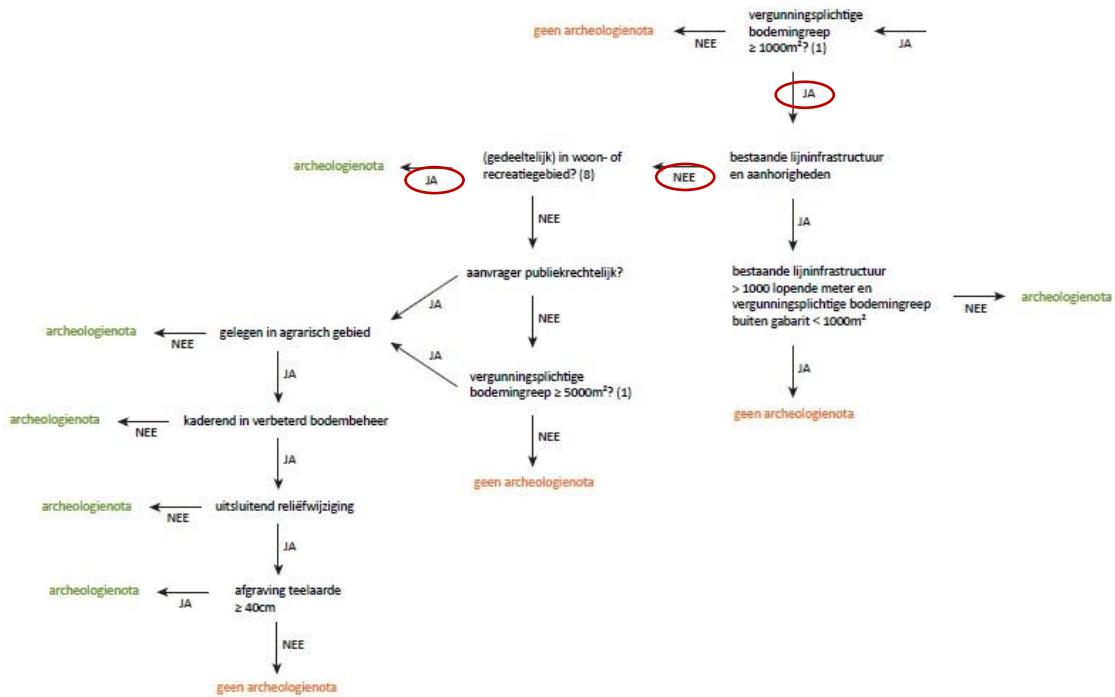 vergunningsplichtige
bodemingreep
≥ 1000m²? (1)
geen archeologienota
NEE
JA
JA
archeologienota
JA
(gedeeltelijk) in woon- of
recreatiegebied? (8)
NEE
bestaande lijninfrastructuur
en aanhorigheden
NEE
JA
aanvrager publiekrechtelijk?
bestaande lijninfrastructuur
> 1000 lopende meter en
vergunningsplichtige bodemingreep
buiten gabarit < 1000m²
NEE
archeologienota
JA
NEE
archeologienota
NEE
gelegen in agrarisch gebied
JA
JA
vergunningsplichtige
bodemingreep ≥ 5000m²? (1)
JA
geen archeologienota
archeologienota
NEE
kaderend in verbeterd bodembeheer
NEE
JA
geen archeologienota
archeologienota
NEE
uitsluitend reliëfwijziging
JA
archeologienota
JA
afgraving teelaarde
≥ 40cm
NEE
geen archeologienota